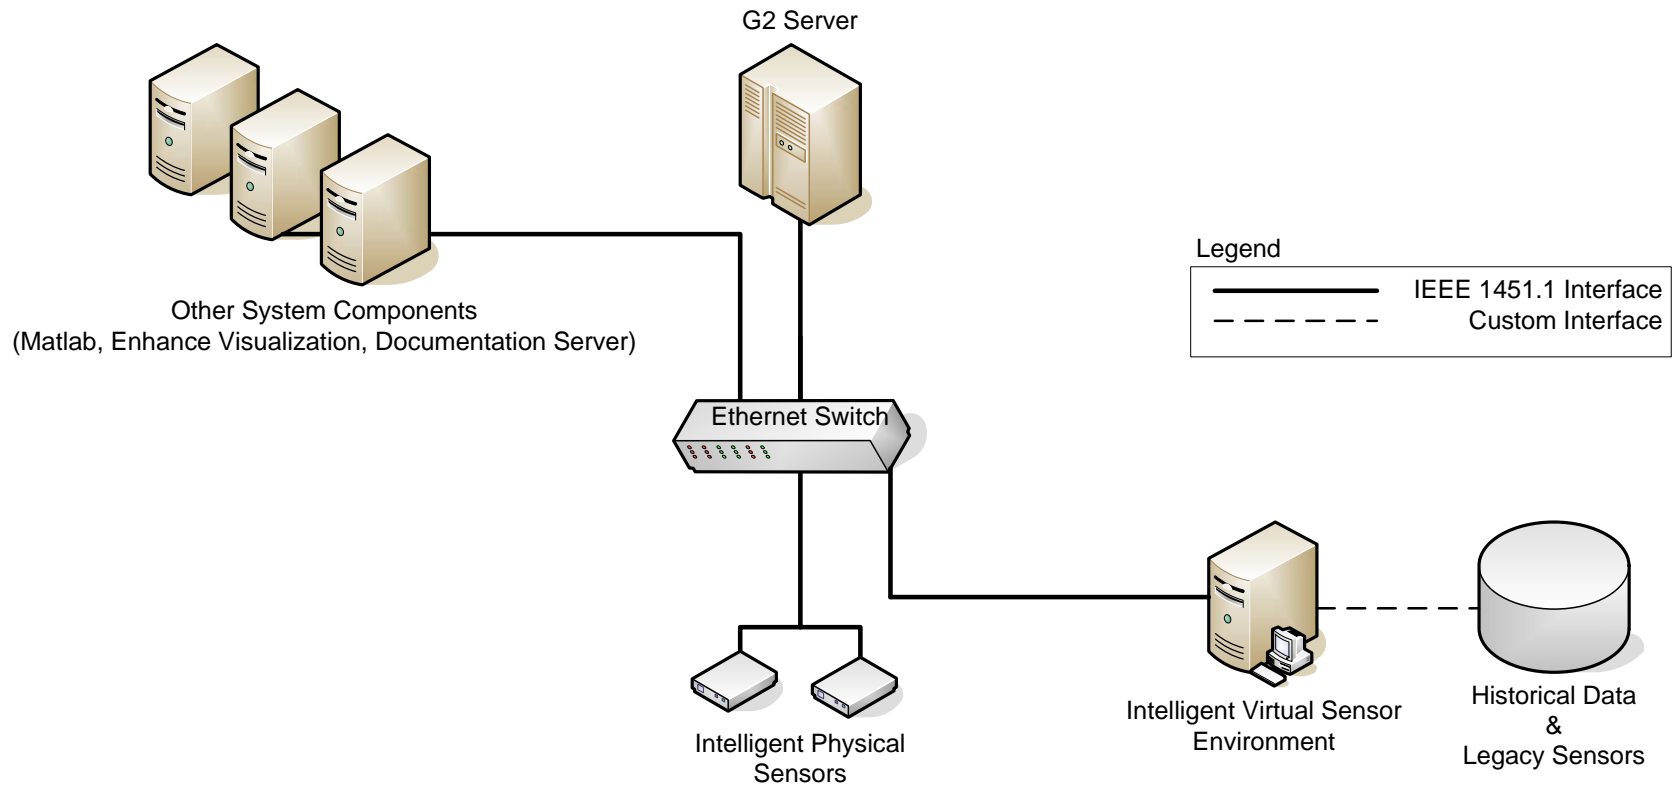 G2 Server
Other System Components
(Matlab, Enhance Visualization, Documentation Server)
Legend
IEEE 1451.1 Interface
Custom Interface
Ethernet Switch
Intelligent Physical
Sensors
Intelligent Virtual Sensor
Environment
Historical Data
&
Legacy Sensors